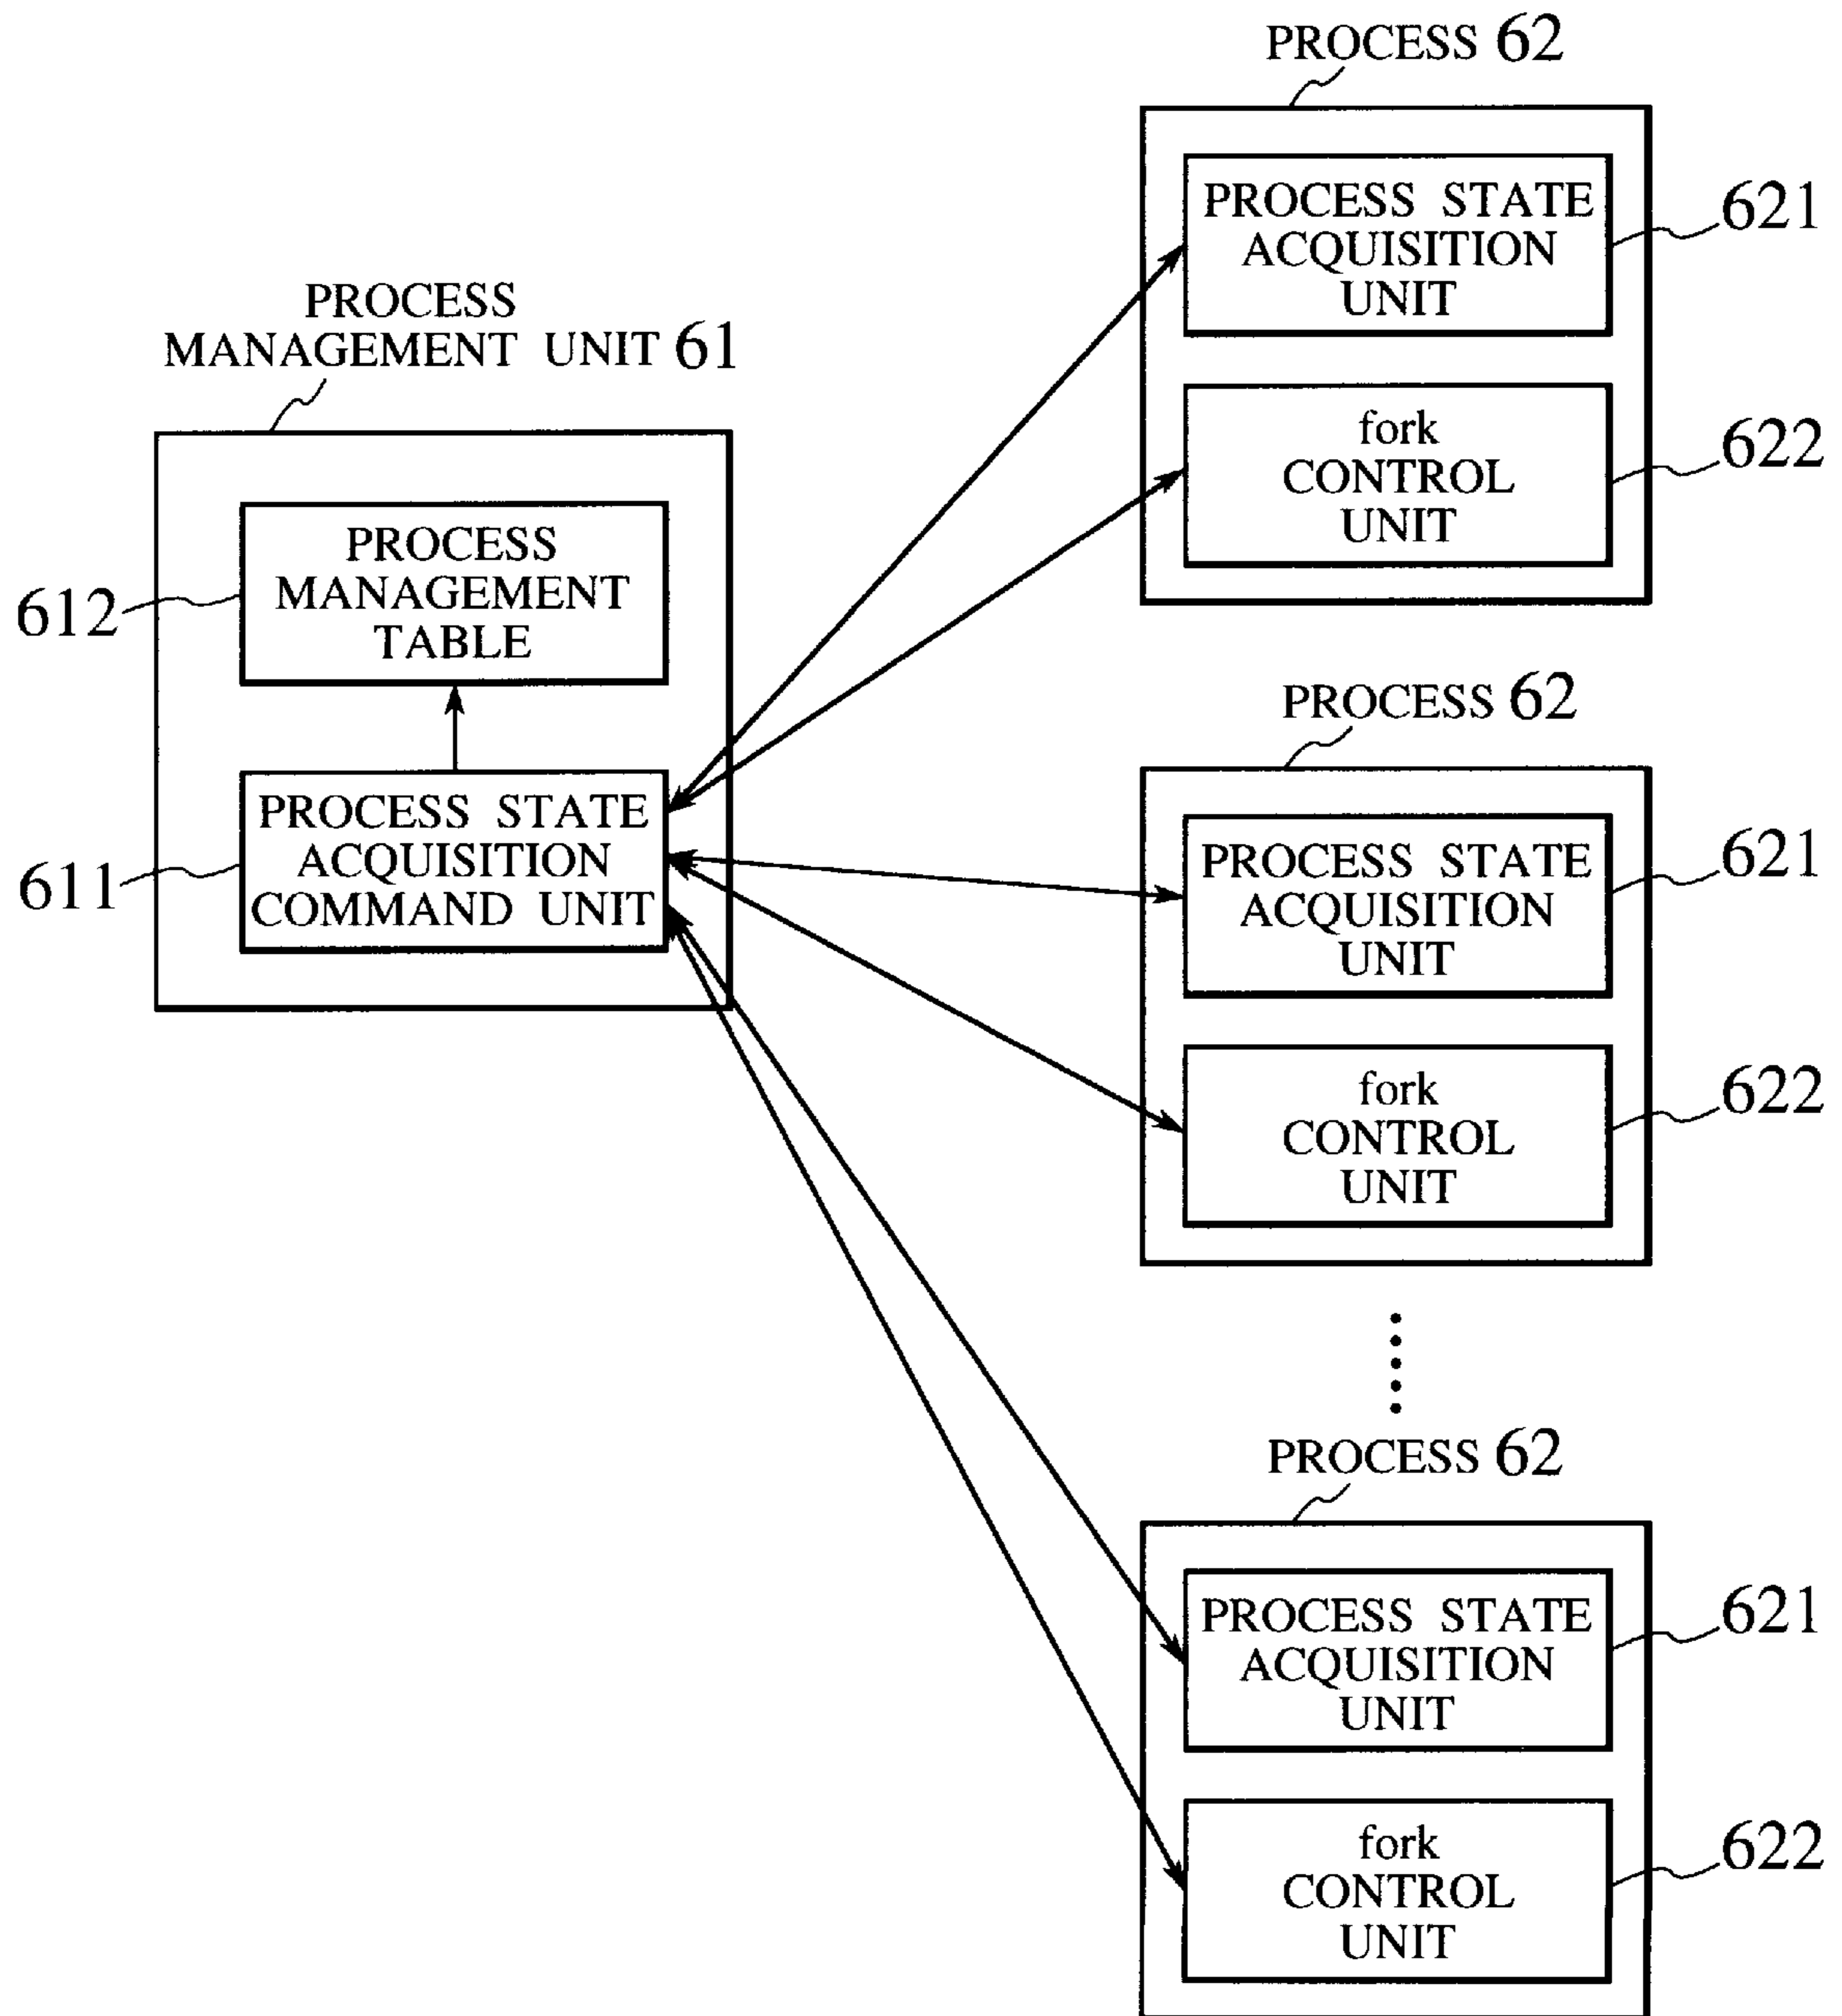 PROCESS
MANAGEMENT UNIT 61
PROCESS
MANAGEMENT
TABLE
612
PROCESS STATE
ACQUISITION
COMMAND UNIT
611
PROCESS 62
PROCESS STATE
ACQUISITION
UNIT
621
fork
CONTROL
UNIT
622
PROCESS 62
PROCESS STATE
ACQUISITION
UNIT
621
fork
CONTROL
UNIT
622
PROCESS 62
PROCESS STATE
ACQUISITION
UNIT
621
fork
CONTROL
UNIT
622